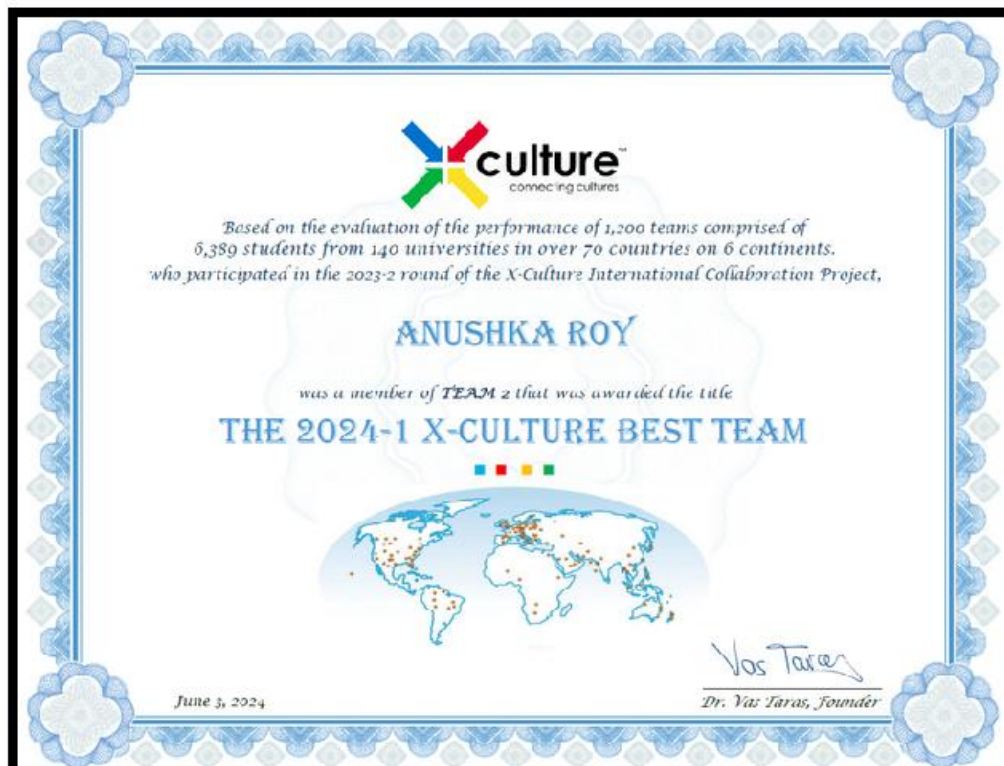 culture™
connecting cultures
Based on the evaluation of the performance of 1,200 teams comprised of
6,389 students from 140 universities in over 70 countries on 6 continents.
who participated in the 2023-2 round of the X-Culture International Collaboration Project,
ANUSHKA ROY
was a member of TEAM 2 that was awarded the title
THE 2024-1 X-CULTURE BEST TEAM
Vas Taras
June 3, 2024
Dr. Vas Taras, Founder